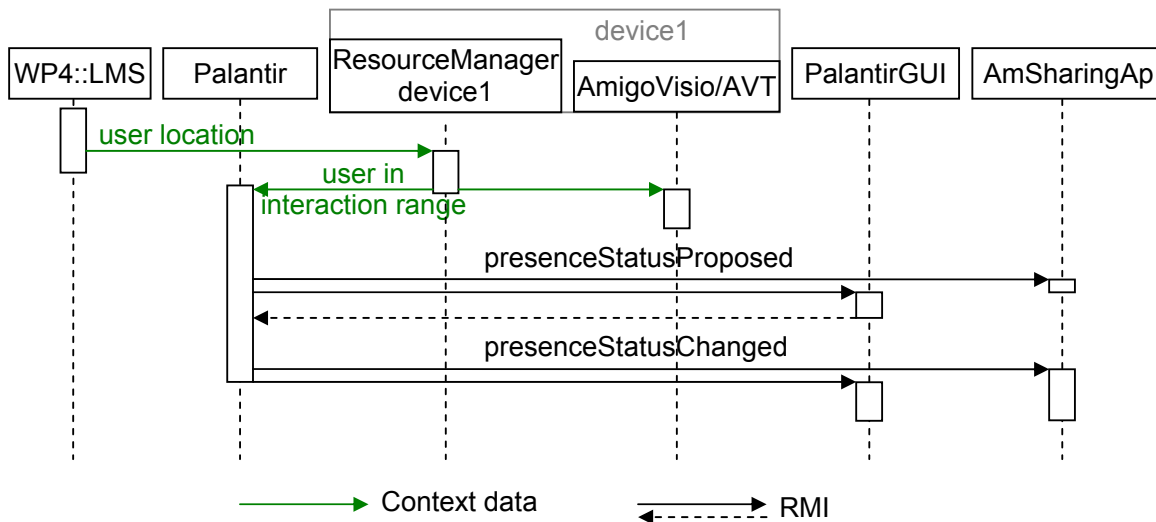 device1
WP4::LMS
Palantir
ResourceManager
device1
AmigoVisio/AVT
PalantirGUI
AmSharingAp
user location
user in
interaction range
presenceStatusProposed
presenceStatusChanged
Context data
RMI